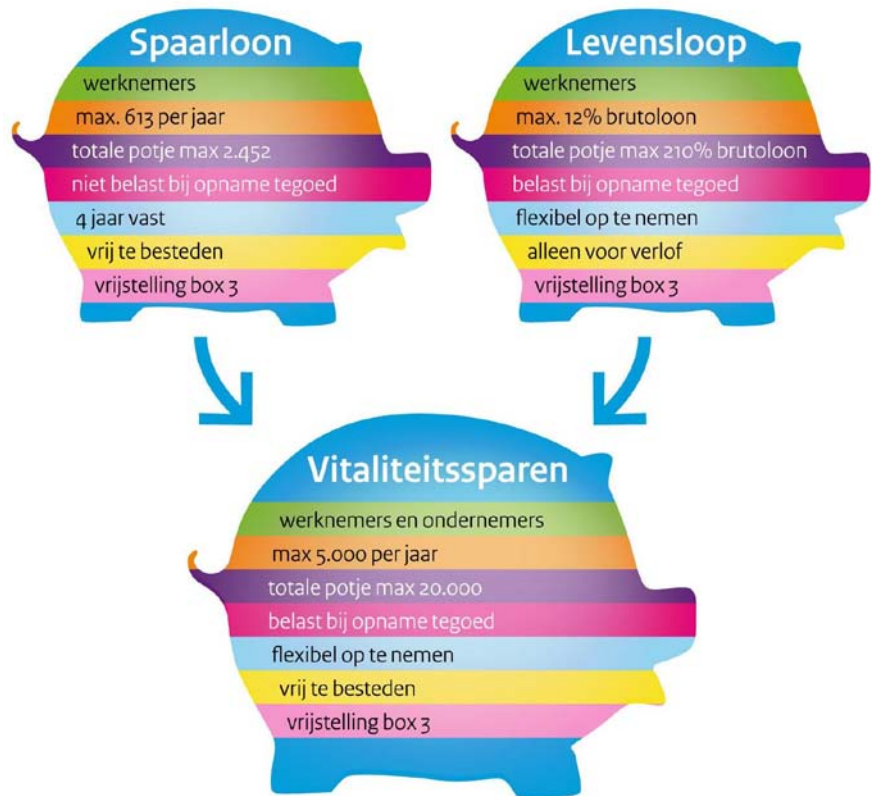 Spaarloon
werknemers
max. 613 per jaar
totale potje max 2.452
niet belast bij opname tegoed
4 jaar vast
vrij te besteden
vrijstelling box 3
Levensloop
werknemers
max. 12% brutoloon
totale potje max 210% brutoloon
belast bij opname tegoed
flexibel op te nemen
alleen voor verlof
vrijstelling box 3
Vitaliteitssparen
werknemers en ondernemers
max 5.000 per jaar
totale potje max 20.000
belast bij opname tegoed
flexibel op te nemen
vrij te besteden
vrijstelling box 3